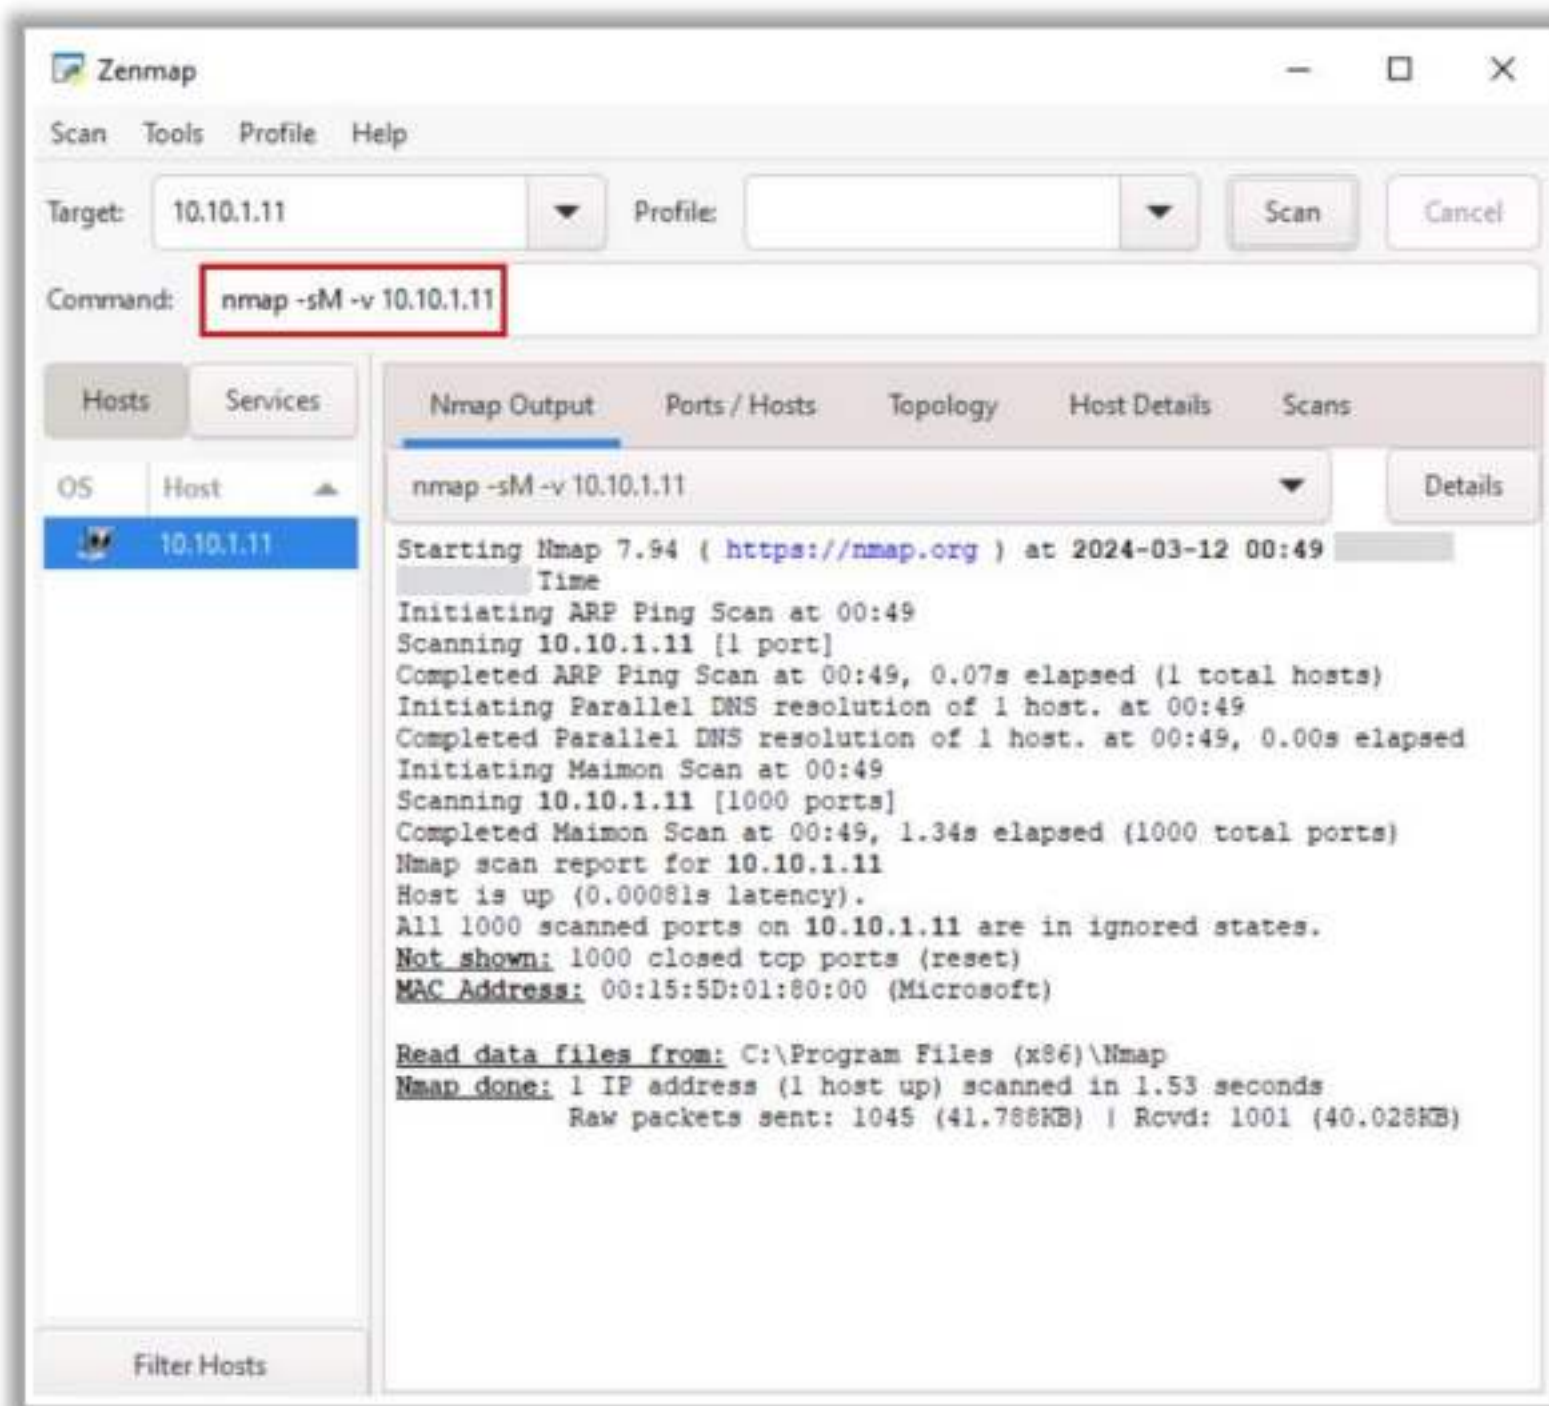 Zenmap
Scan Tools Profile Help
Target: 10.10.1.11 Profile: Scan Cancel
Command: nmap -sM -v 10.10.1.11
Hosts Services
Nmap Output Ports / Hosts Topology Host Details Scans
OS Host
nmap -sM -v 10.10.1.11 Details
10.10.1.11
Starting Nmap 7.94 ( https://nmap.org ) at 2024-03-12 00:49
Time
Initiating ARP Ping Scan at 00:49
Scanning 10.10.1.11 [1 port]
Completed ARP Ping Scan at 00:49, 0.07s elapsed (1 total hosts)
Initiating Parallel DNS resolution of 1 host. at 00:49
Completed Parallel DNS resolution of 1 host. at 00:49, 0.00s elapsed
Initiating Maimon Scan at 00:49
Scanning 10.10.1.11 [1000 ports]
Completed Maimon Scan at 00:49, 1.34s elapsed (1000 total ports)
Nmap scan report for 10.10.1.11
Host is up (0.00081s latency).
All 1000 scanned ports on 10.10.1.11 are in ignored states.
Not shown: 1000 closed tcp ports (reset)
MAC Address: 00:15:5D:01:80:00 (Microsoft)
Read data files from: C:\Program Files (x86)\Nmap
Nmap done: 1 IP address (1 host up) scanned in 1.53 seconds
Raw packets sent: 1045 (41.788KB) | Rcvd: 1001 (40.028KB)
Filter Hosts